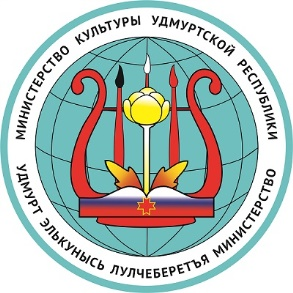 МИНИСТЕРСТВО КУЛЬТУРЫ УДМУРТСКОЙ РЕСПУБЛИКИ
УДМУРТ ЭЛЬКУНЫСЬ ЛУЛЧЕБЕРЕТЪЯ МИНИСТЕРСТВО